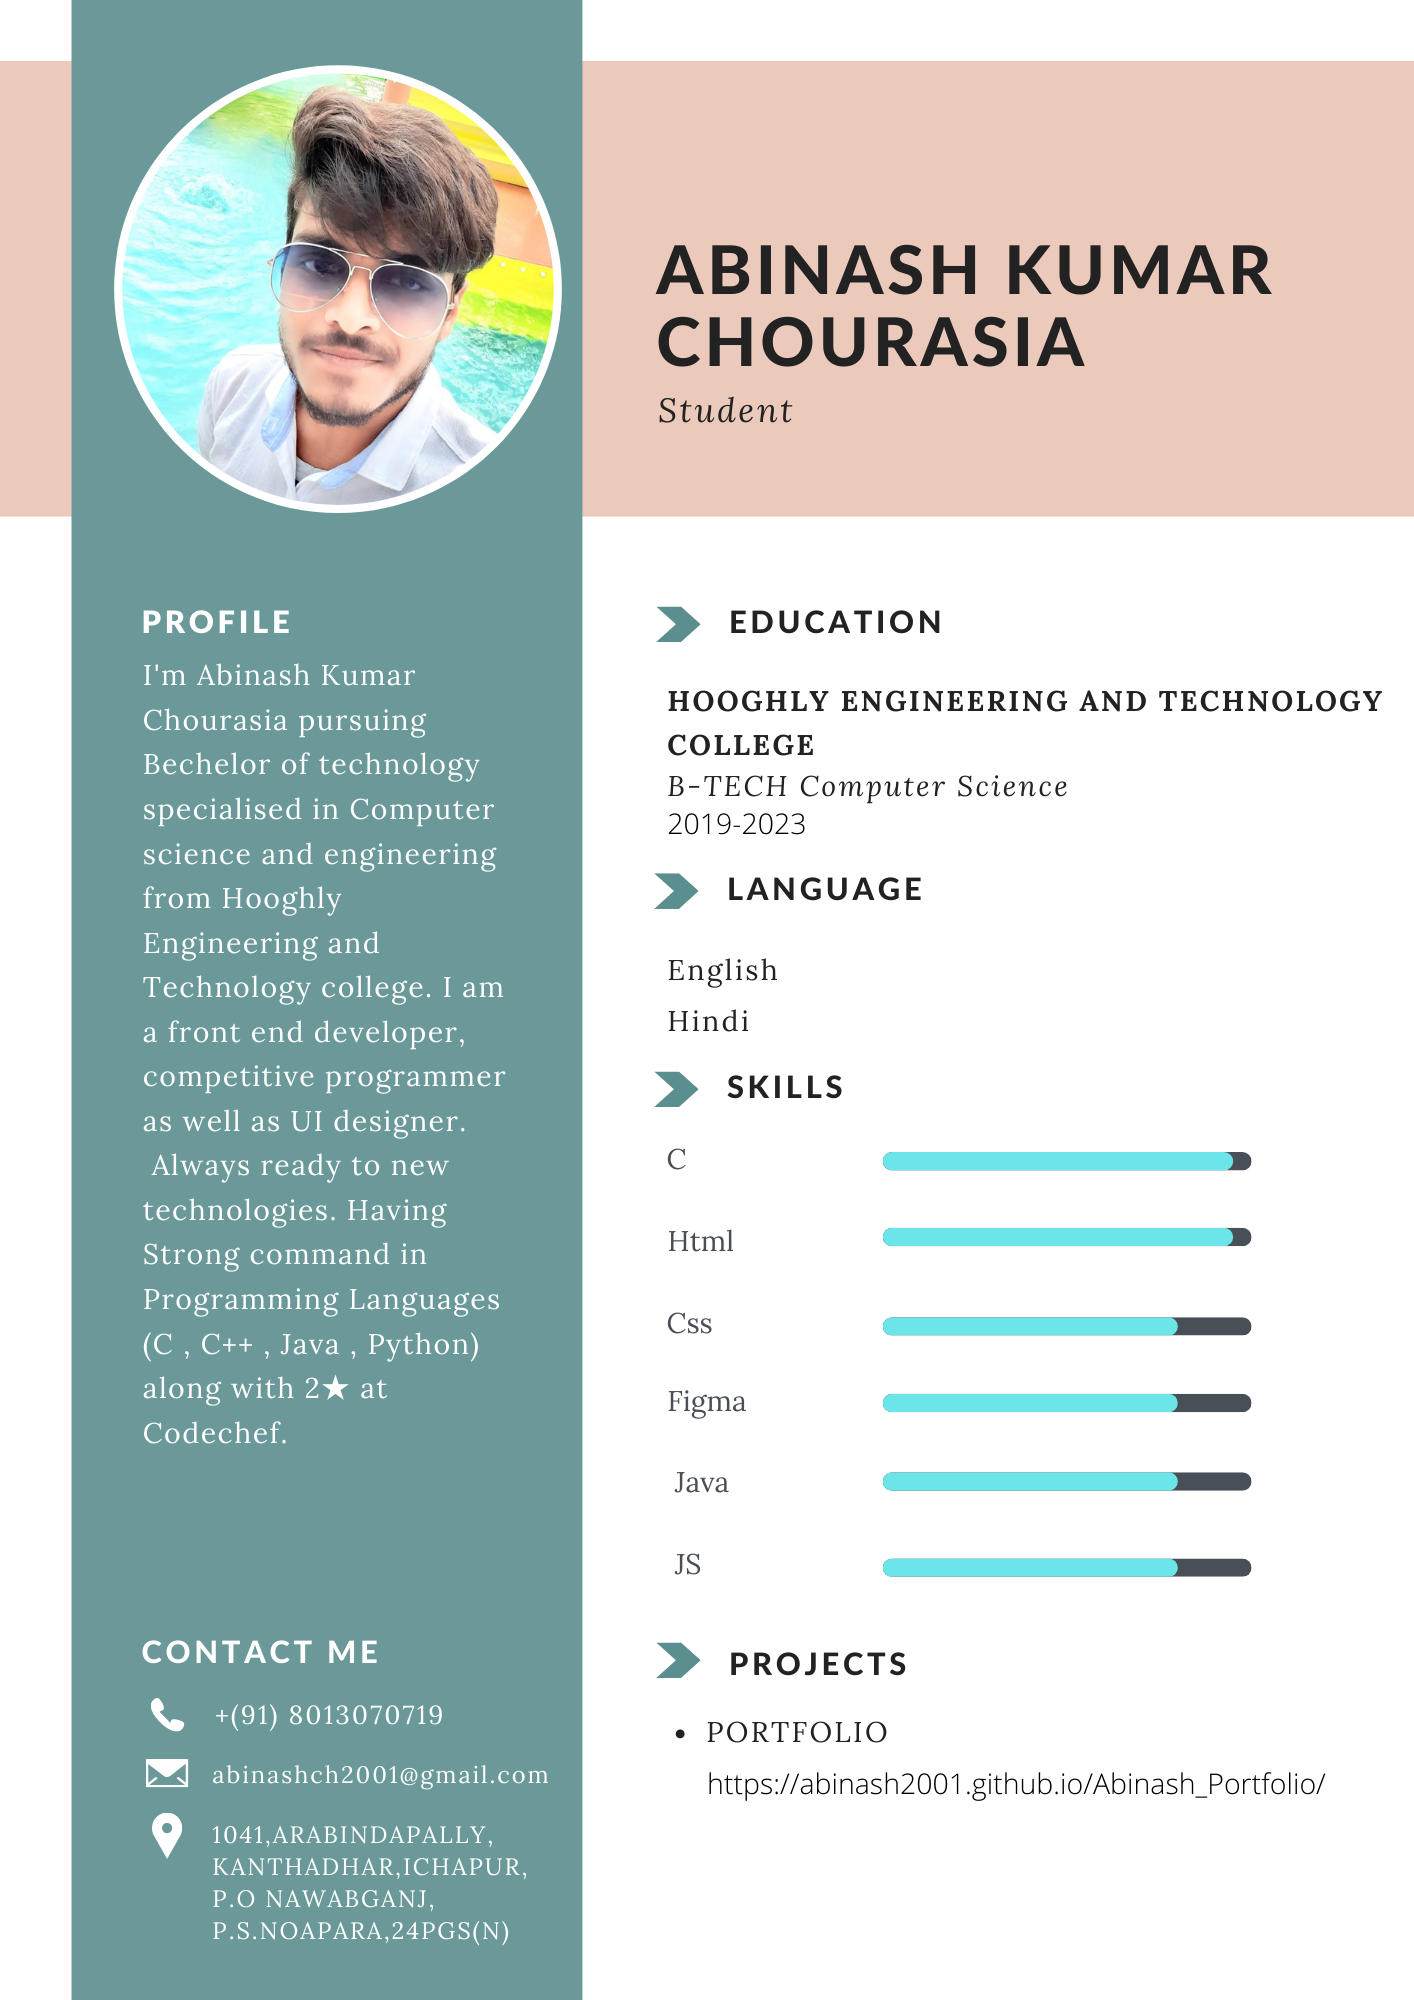 ABINASH KUMAR
CHOURASIA
Student
PROFILE
I'm Abinash Kumar
Chourasia pursuing
Bechelor of technology
specialised in Computer
science and engineering
from Hooghly
Engineering and
Technology college. I am
a front end developer,
competitive programmer
as well as UI designer.
Always ready to new
technologies. Having
Strong command in
Programming Languages
(C , C++ , Java , Python)
along with 2★ at
Codechef.
CONTACT ME
+(91) 8013070719
abinashch2001@gmail.com
1041,ARABINDAPALLY,
KANTHADHAR,ICHAPUR,
P.O NAWABGANJ,
P.S.NOAPARA,24PGS(N)
EDUCATION
HOOGHLY ENGINEERING AND TECHNOLOGY
COLLEGE
B-TECH Computer Science
2019-2023
LANGUAGE
English
Hindi
SKILLS
C
Html
Css
Figma
Java
JS
PROJECTS
• PORTFOLIO
https://abinash2001.github.io/Abinash_Portfolio/